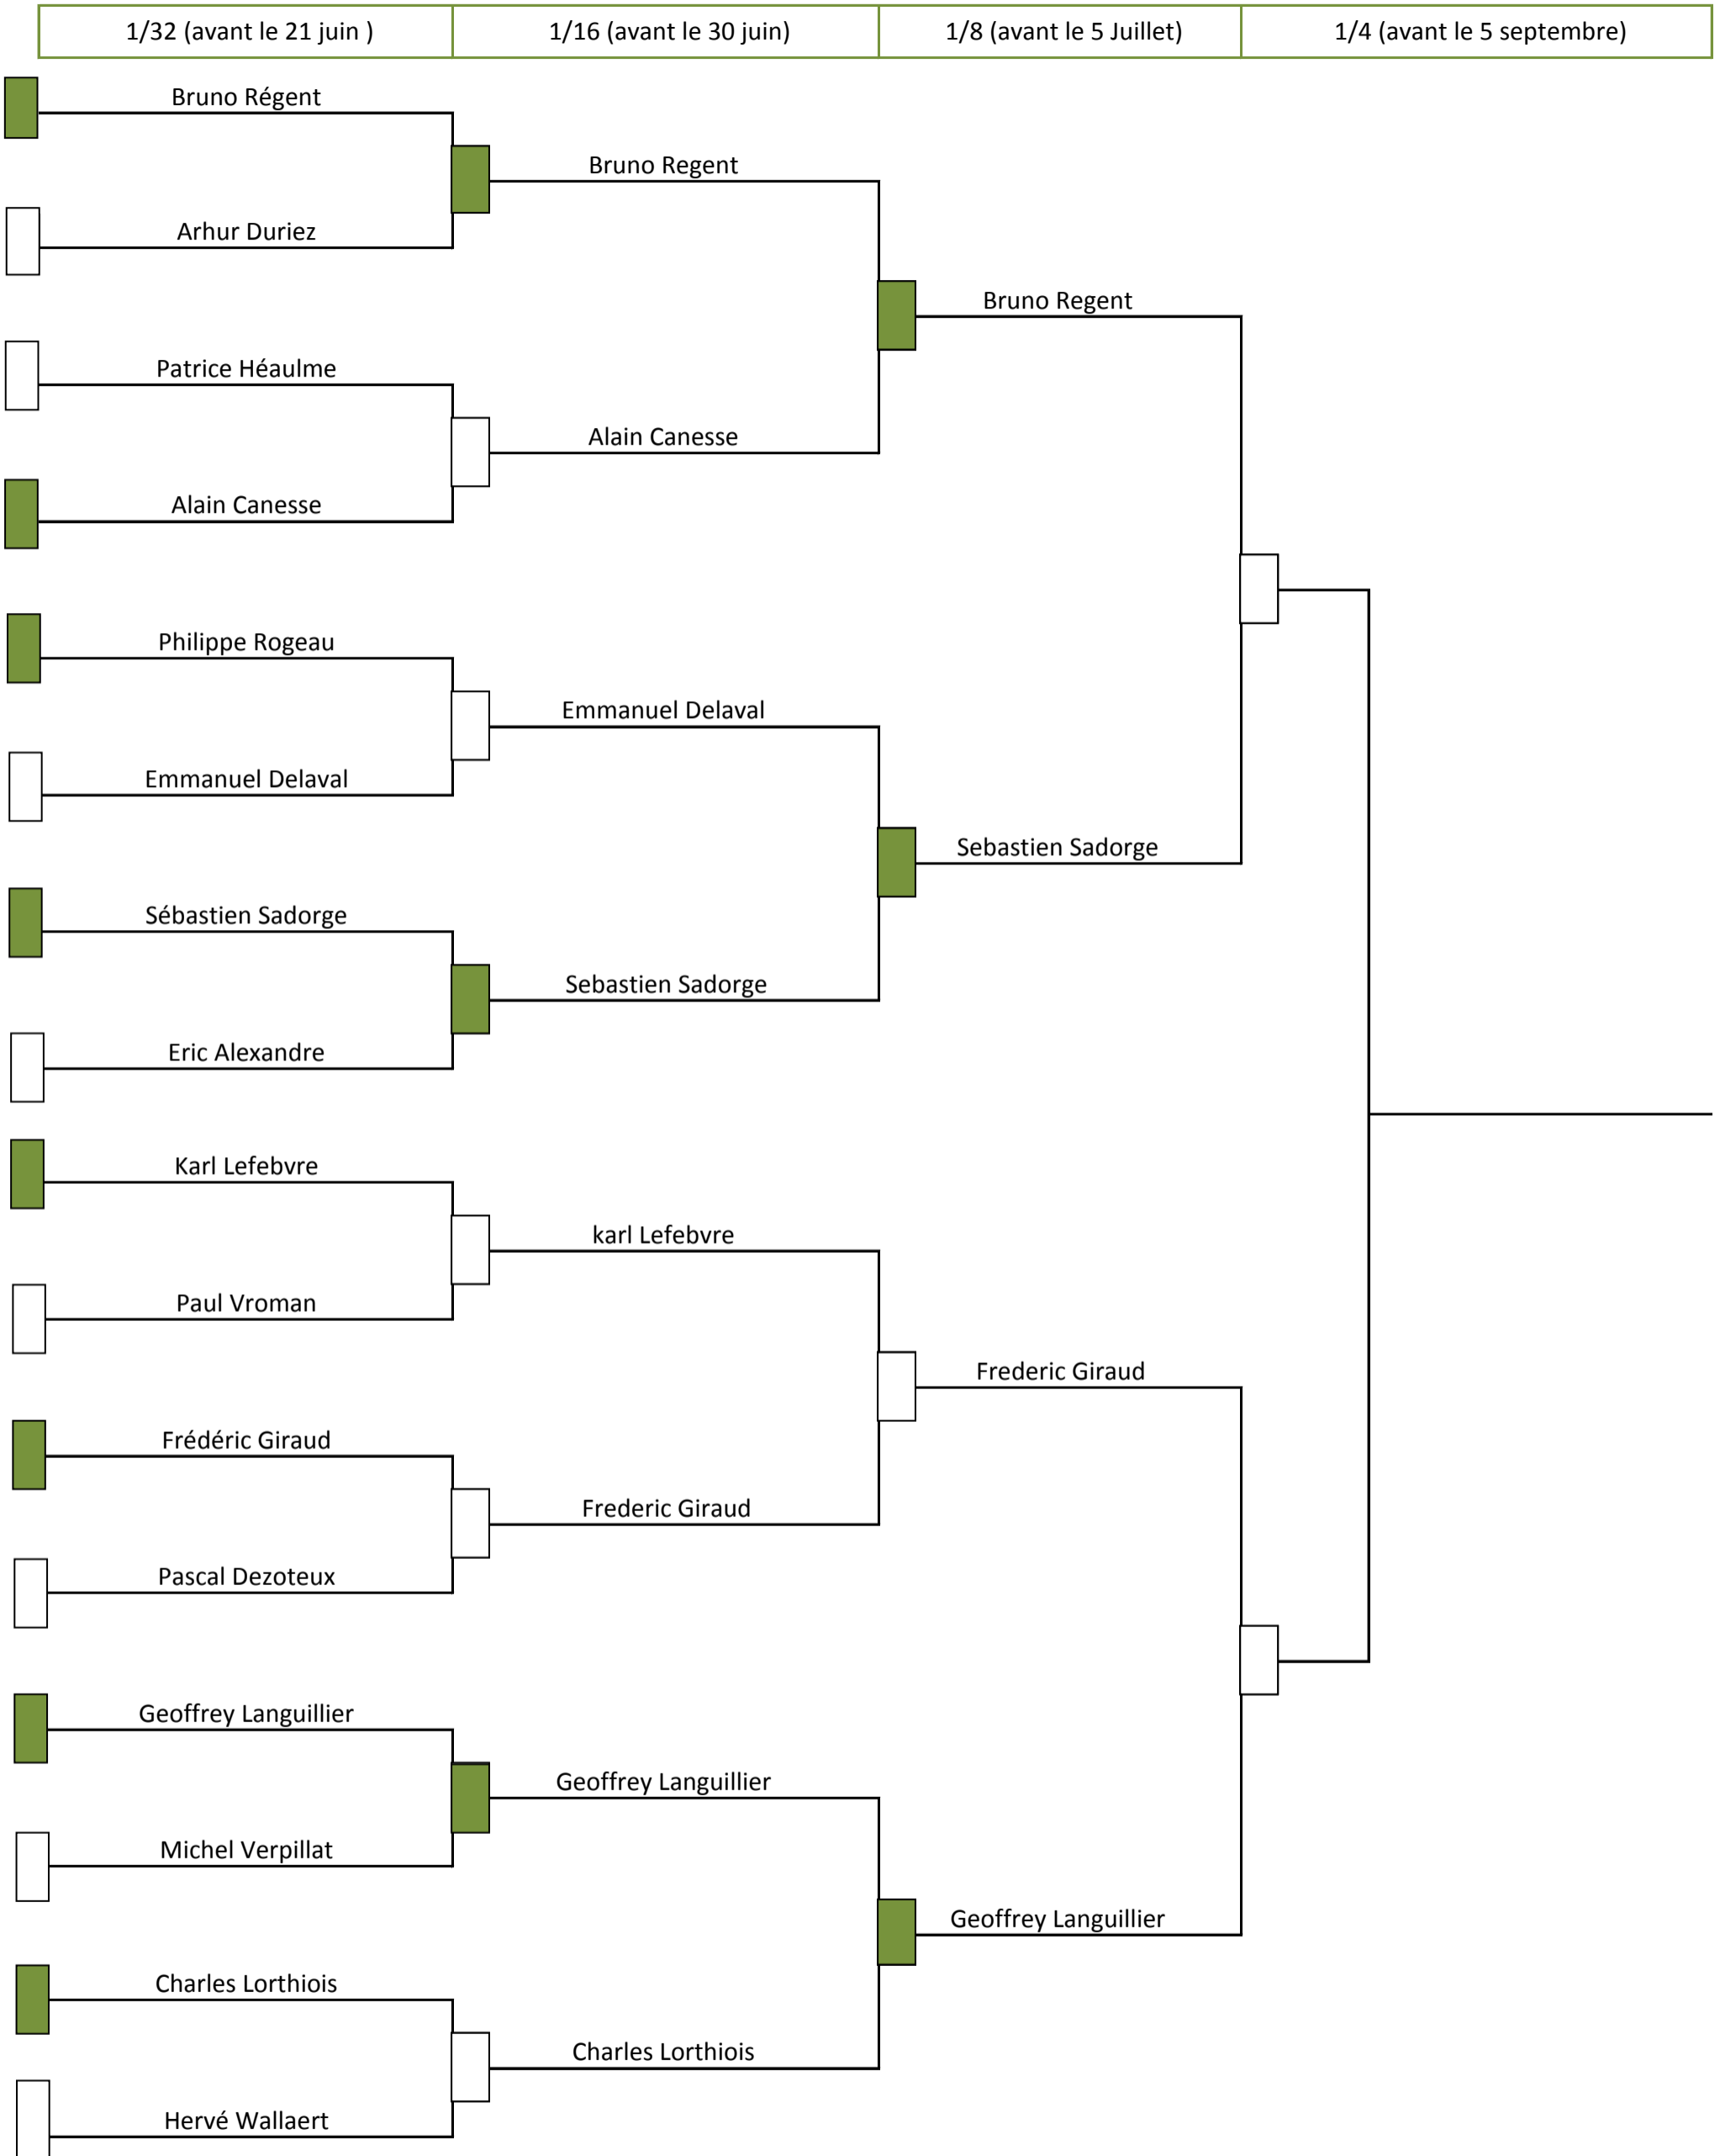 1/32 (avant le 21 juin )
1/16 (avant le 30 juin)
1/8 (avant le 5 Juillet)
1/4 (avant le 5 septembre)
Bruno Régent
Bruno Regent
Arhur Duriez
Bruno Regent
Patrice Héaulme
Alain Canesse
Alain Canesse
Philippe Rogeau
Emmanuel Delaval
Emmanuel Delaval
Sebastien Sadorge
Sébastien Sadorge
Sebastien Sadorge
Eric Alexandre
Karl Lefebvre
karl Lefebvre
Paul Vroman
Frederic Giraud
Frédéric Giraud
Frederic Giraud
Pascal Dezoteux
Geoffrey Languillier
Geoffrey Languillier
Michel Verpillat
Geoffrey Languillier
Charles Lorthiois
Charles Lorthiois
Hervé Wallaert